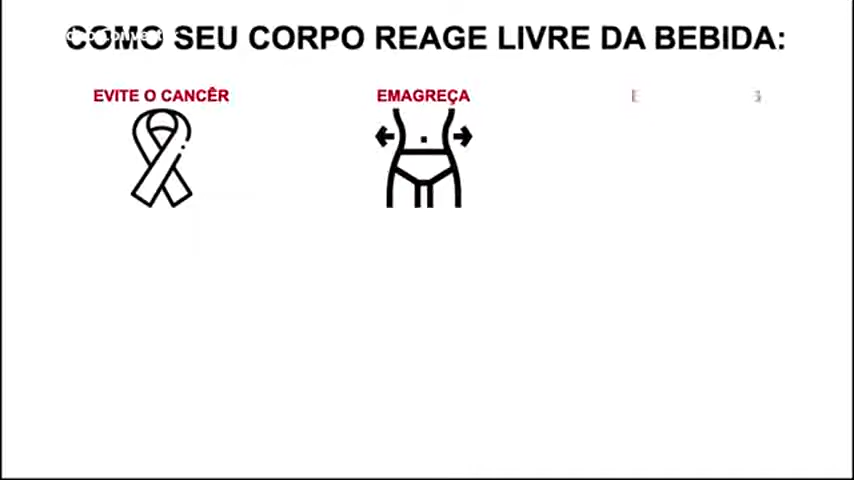 COMO SEU CORPO REAGE LIVRE DA BEBIDA:
EVITE O CANCÊR
EMAGREÇA